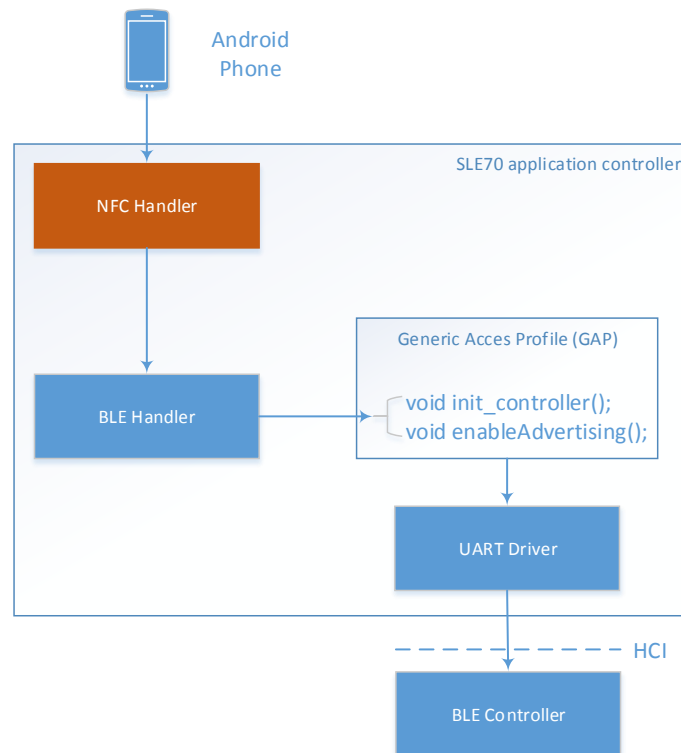 Android
Phone
SLE70 application controller
NFC Handler
Generic Acces Profile (GAP)
BLE Handler
void init_controller();
void enableAdvertising();
UART Driver
HCI
BLE Controller